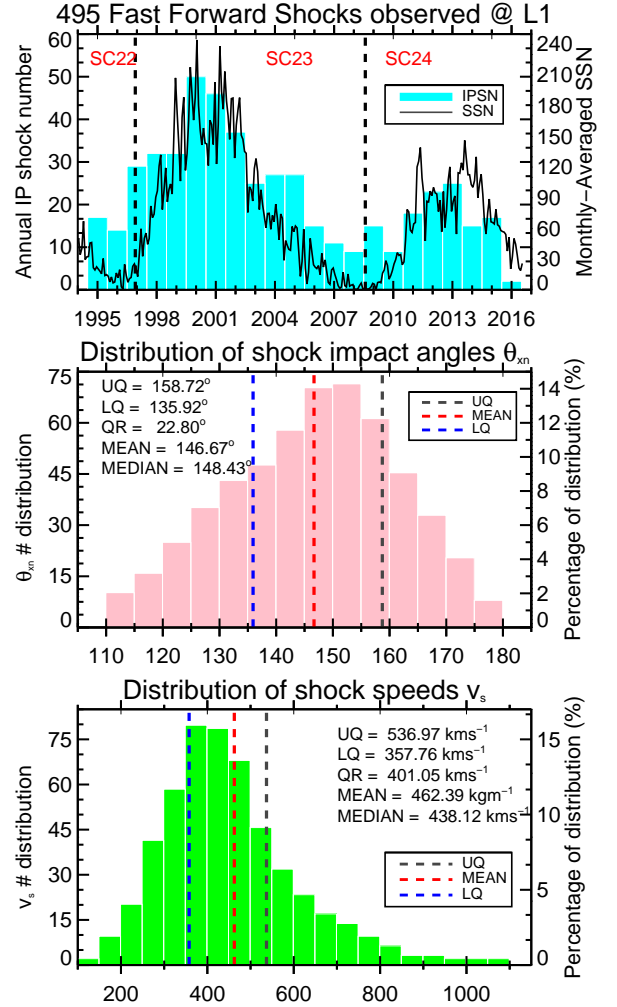 495 Fast Forward Shocks observed @ L1
60 50 40 30 20 10 0
Annual IP shock number
SC22 SC23 SC24
IPSN
SSN
240 210 180 150 120 90 60 30 0
Monthly−Averaged SSN
1995 1998 2001 2004 2007 2010 2013 2016
Distribution of shock impact angles θxn
75 60 45 30 15 0
θxn # distribution
UQ = 158.72°
LQ = 135.92°
QR = 22.80°
MEAN = 146.67°
MEDIAN = 148.43°
UQ
MEAN
LQ
14 12 10 8 6 4 2 0
Percentage of distribution (%)
110 120 130 140 150 160 170 180
Distribution of shock speeds vs
75 60 45 30 15 0
vs # distribution
UQ = 536.97 kms⁻¹
LQ = 357.76 kms⁻¹
QR = 401.05 kms⁻¹
MEAN = 462.39 kgm⁻¹
MEDIAN = 438.12 kms⁻¹
UQ
MEAN
LQ
15 10 5 0
Percentage of distribution (%)
200 400 600 800 1000